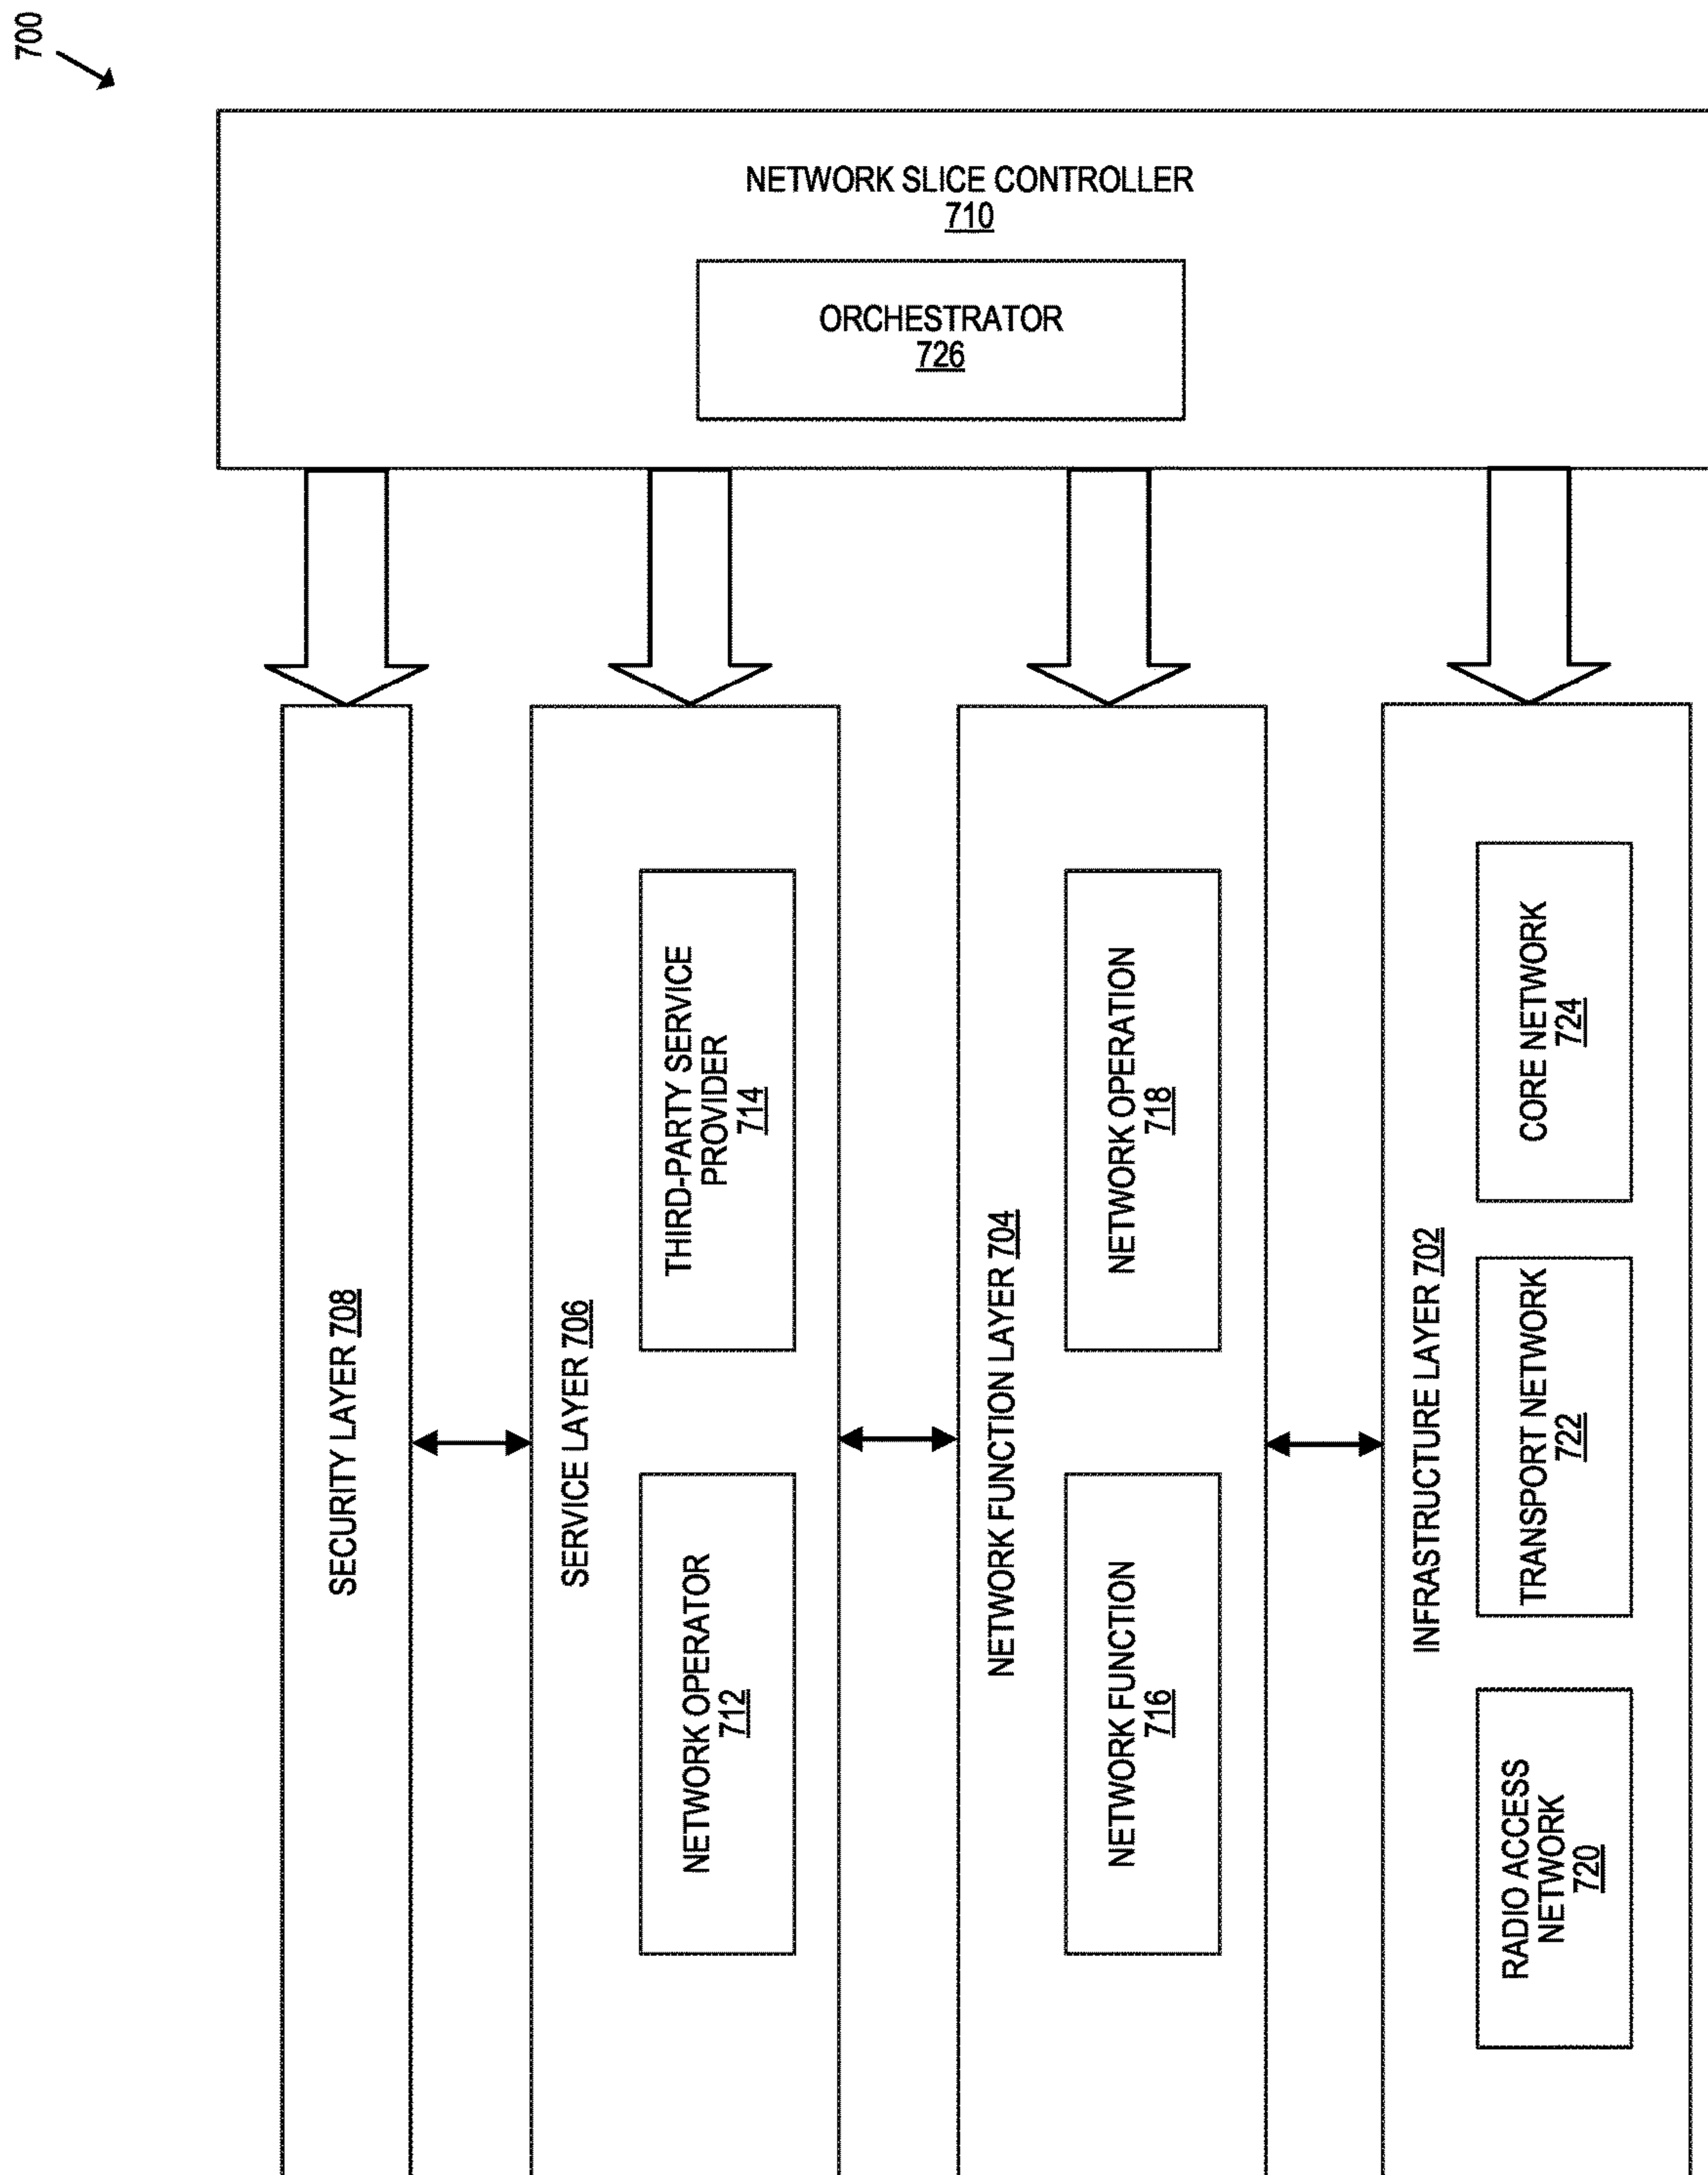 700
NETWORK SLICE CONTROLLER
710
ORCHESTRATOR
726
SECURITY LAYER 708
SERVICE LAYER 706
NETWORK OPERATOR
712
THIRD-PARTY SERVICE
PROVIDER
714
NETWORK FUNCTION LAYER 704
NETWORK FUNCTION
716
NETWORK OPERATION
718
INFRASTRUCTURE LAYER 702
RADIO ACCESS
NETWORK
720
TRANSPORT NETWORK
722
CORE NETWORK
724